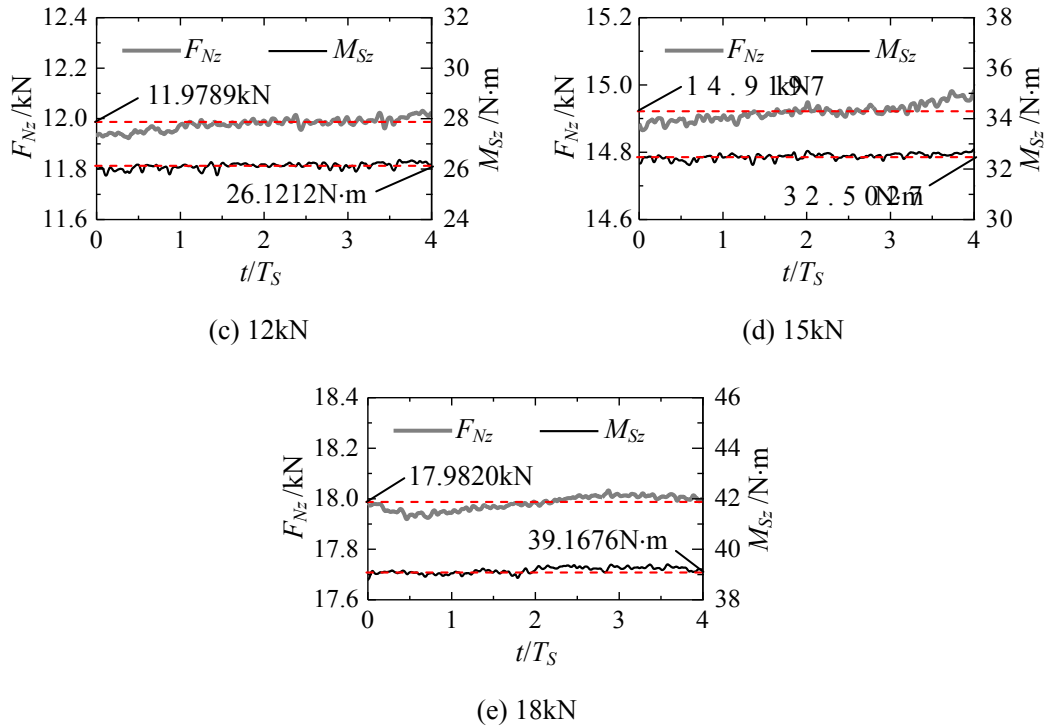 12.4
12.2
12.0
11.8
11.6
F_Nz /kN
F_Nz
M_Sz
11.9789kN
26.1212N·m
32
30
28
26
24
M_Sz /N·m
0 1 2 3 4
t/T_S
(c) 12kN
15.2
15.0
14.8
14.6
F_Nz /kN
F_Nz
M_Sz
38
36
34
32
30
M_Sz /N·m
0 1 2 3 4
t/T_S
(d) 15kN
18.4
18.2
18.0
17.8
17.6
F_Nz /kN
F_Nz
M_Sz
17.9820kN
39.1676N·m
46
44
42
40
38
M_Sz /N·m
0 1 2 3 4
t/T_S
(e) 18kN